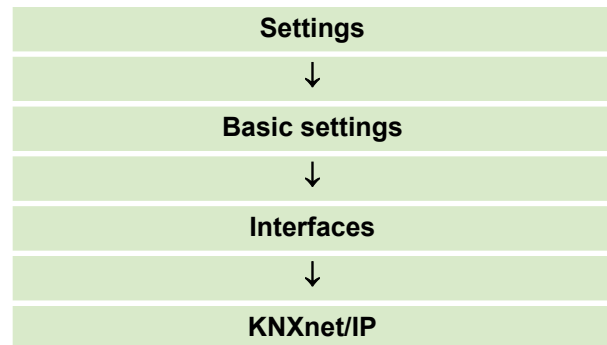 Settings
↓
Basic settings
↓
Interfaces
↓
KNXnet/IP